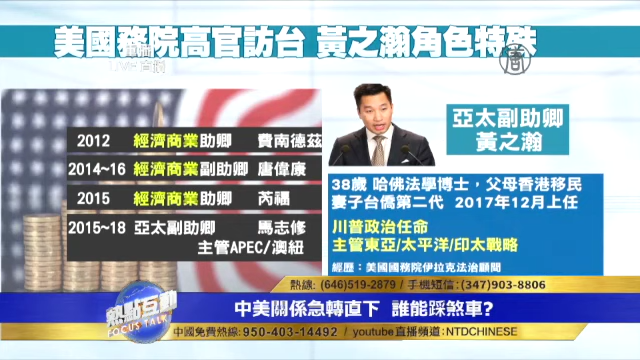 美國務院高官訪台 黃之瀚角色特殊
2012 經濟商業助卿 費南德茲
2014~16 經濟商業副助卿 唐偉康
2015 經濟商業助卿 芮福
2015~18 亞太副助卿 馬志修
主管APEC/澳紐
亞太副助卿
黃之瀚
38歲 哈佛法學博士，父母香港移民
妻子台僑第二代 2017年12月上任
川普政治任命
主管東亞/太平洋/印太戰略
經歷：美國國務院伊拉克法治顧問
熱線: (646)519-2879 / 手機短信: (347)903-8806
熱點互動
FOCUS TALK
中美關係急轉直下 誰能踩煞車?
中國免費熱線: 950-403-14492 / youtube直播頻道: NTDCHINESE